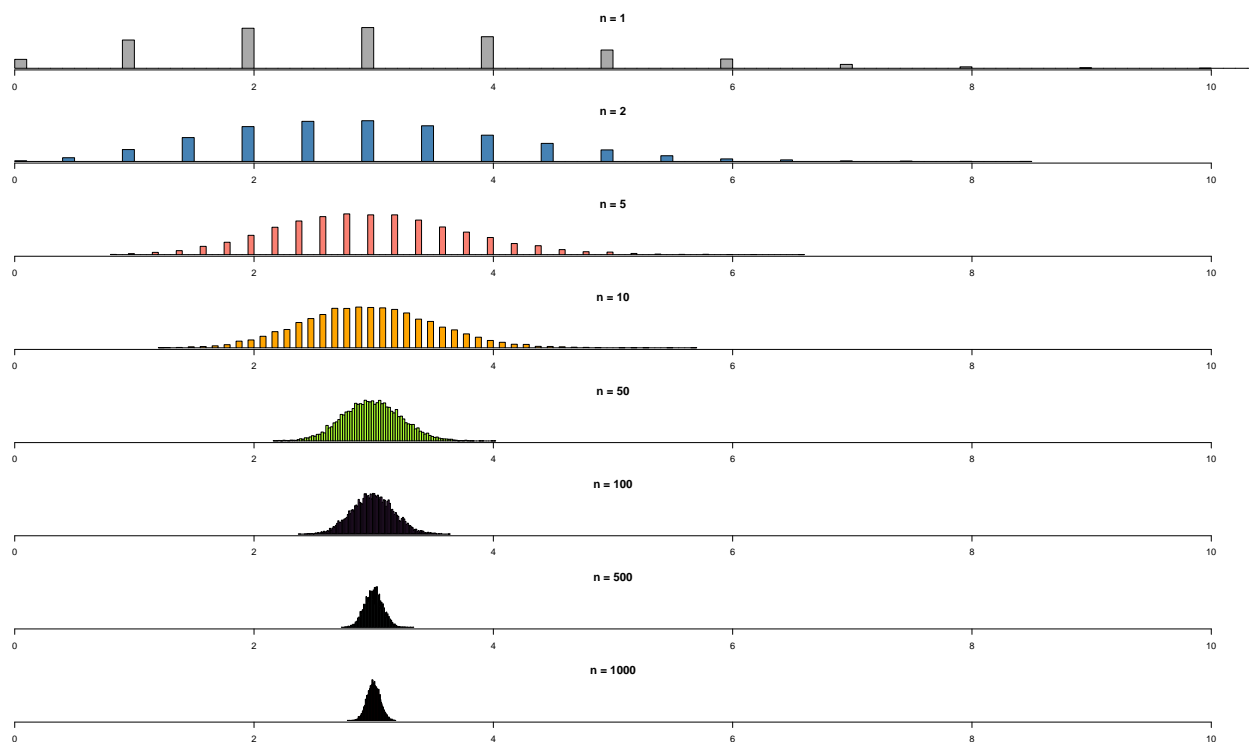 n = 1
0 2 4 6 8 10
n = 2
0 2 4 6 8 10
n = 5
0 2 4 6 8 10
n = 10
0 2 4 6 8 10
n = 50
0 2 4 6 8 10
n = 100
0 2 4 6 8 10
n = 500
0 2 4 6 8 10
n = 1000
0 2 4 6 8 10